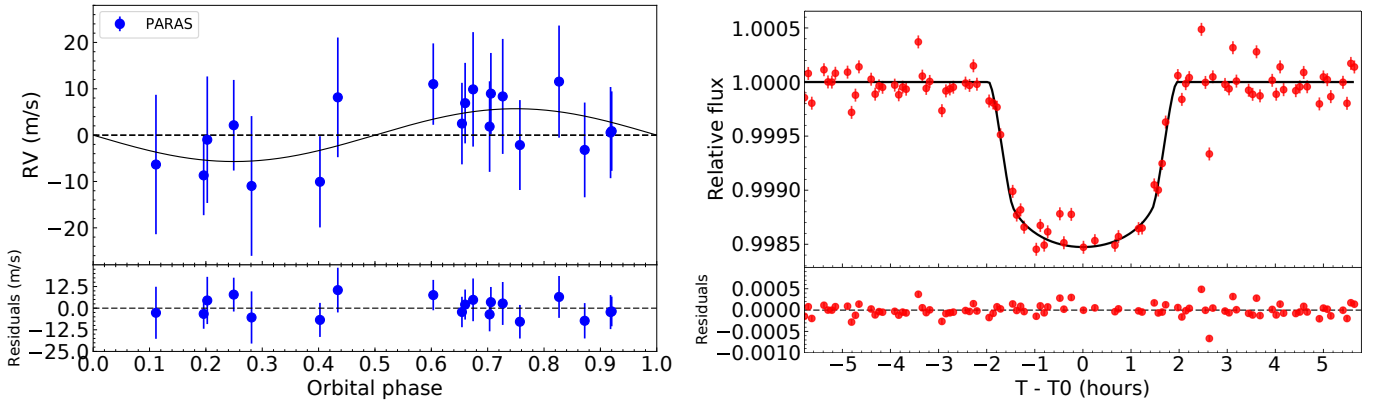 PARAS
RV (m/s)
20
10
0
−10
−20
Residuals (m/s)
12.5
0.0
−12.5
−25.0
0.0 0.1 0.2 0.3 0.4 0.5 0.6 0.7 0.8 0.9 1.0
Orbital phase
Relative flux
1.0005
1.0000
0.9995
0.9990
0.9985
Residuals
0.0005
0.0000
−0.0005
−0.0010
−5 −4 −3 −2 −1 0 1 2 3 4 5
T - T0 (hours)